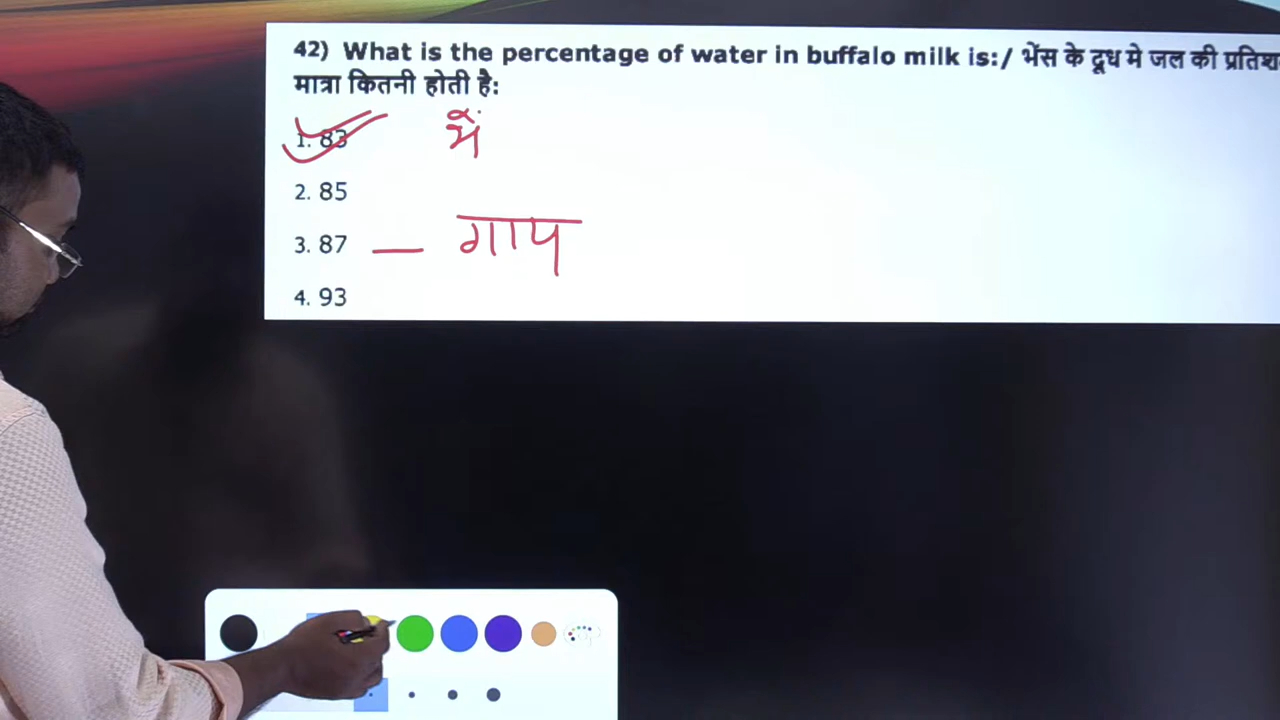 42) What is the percentage of water in buffalo milk is:/ भेंस के दूध मे जल की
मात्रा कितनी होती है:
1. 83
2. 85
3. 87 — गाय
4. 93